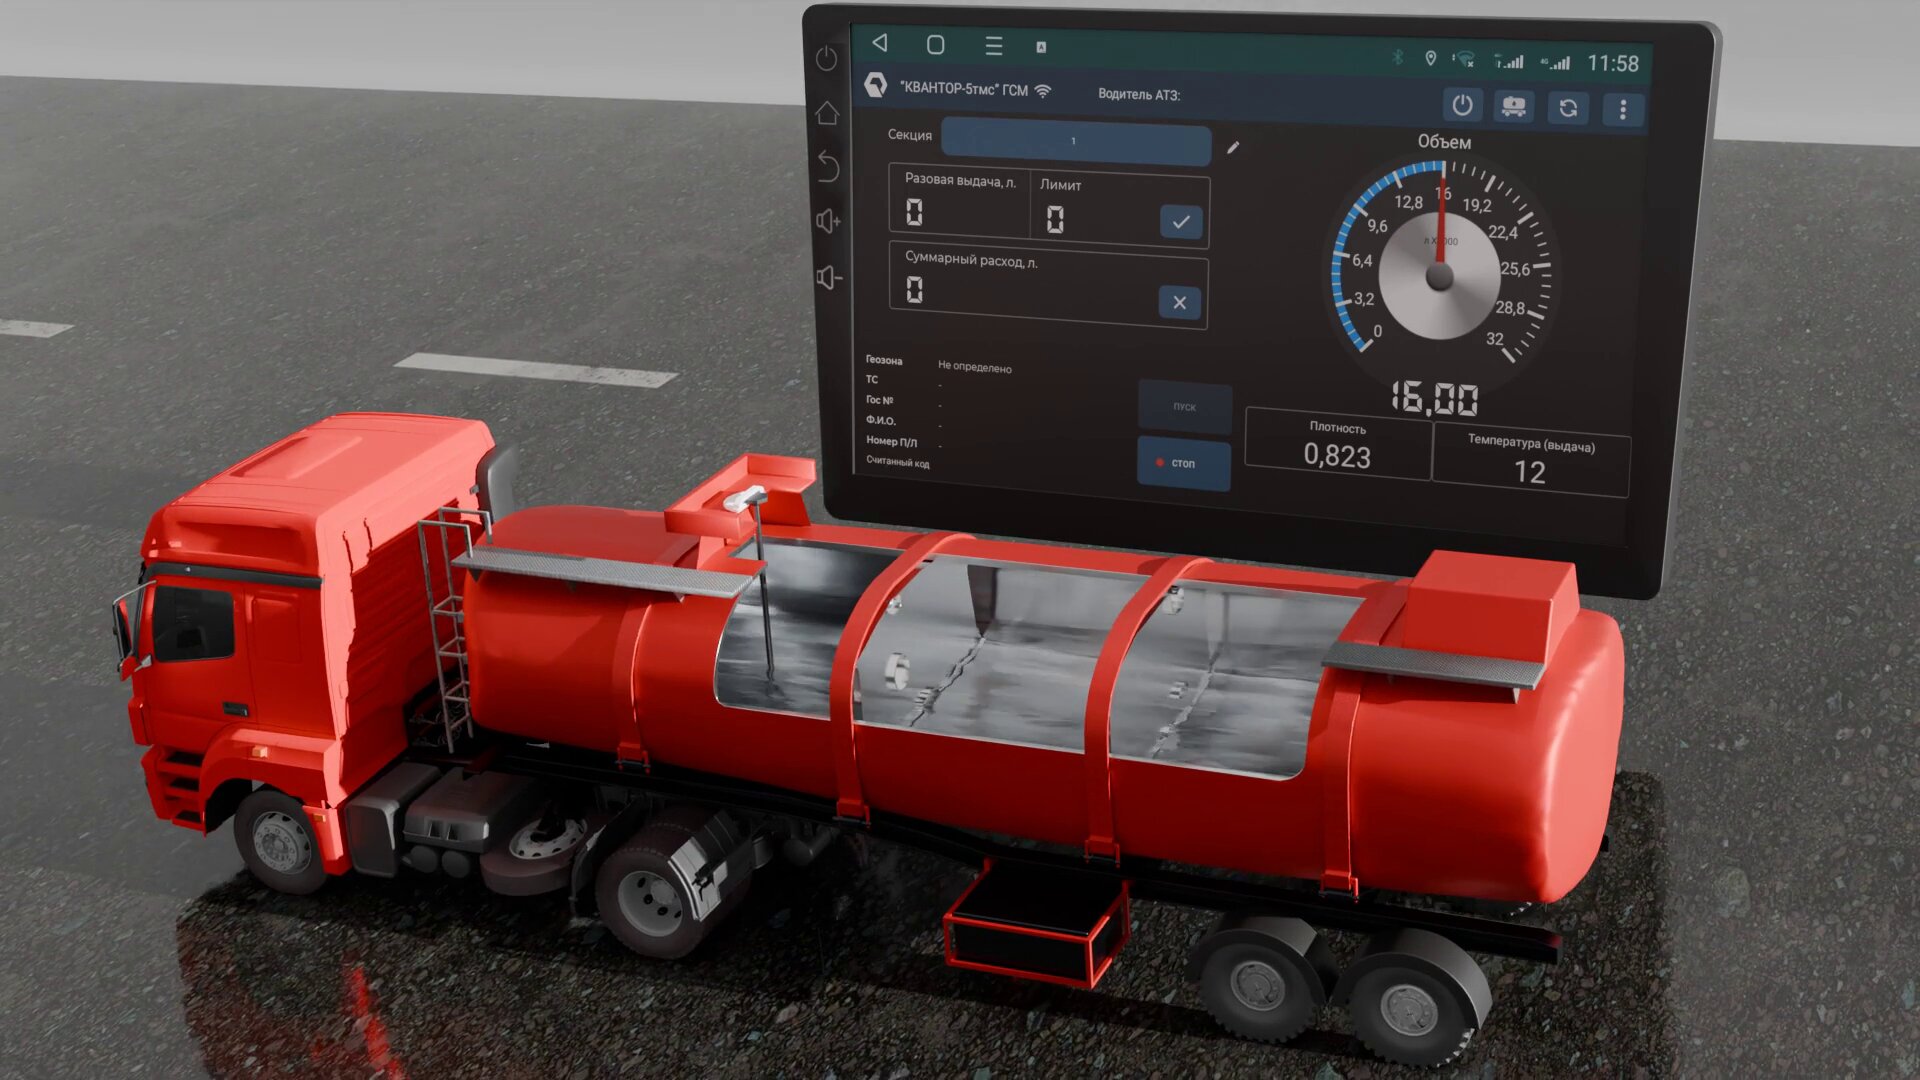 11:58
"КВАНТОР-5тмс" ГСМ
Водитель АТЗ:
Секция
1
Разовая выдача, л.
0
Лимит
0
Суммарный расход, л.
0
Геозона
Не определено
ТС
-
Гос №
-
Ф.И.О.
-
Номер П/Л
-
Считанный код
ПУСК
СТОП
Объем
0
3,2
6,4
9,6
12,8
16
19,2
22,4
25,6
28,8
32
16,00
Плотность
0,823
Температура (выдача)
12